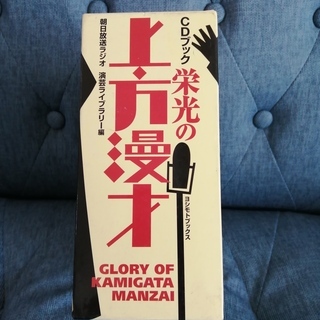 CDブック
栄光の
上方漫才
朝日放送ラジオ 演芸ライブラリー編
ヨシモトブックス
GLORY OF
KAMIGATA
MANZAI